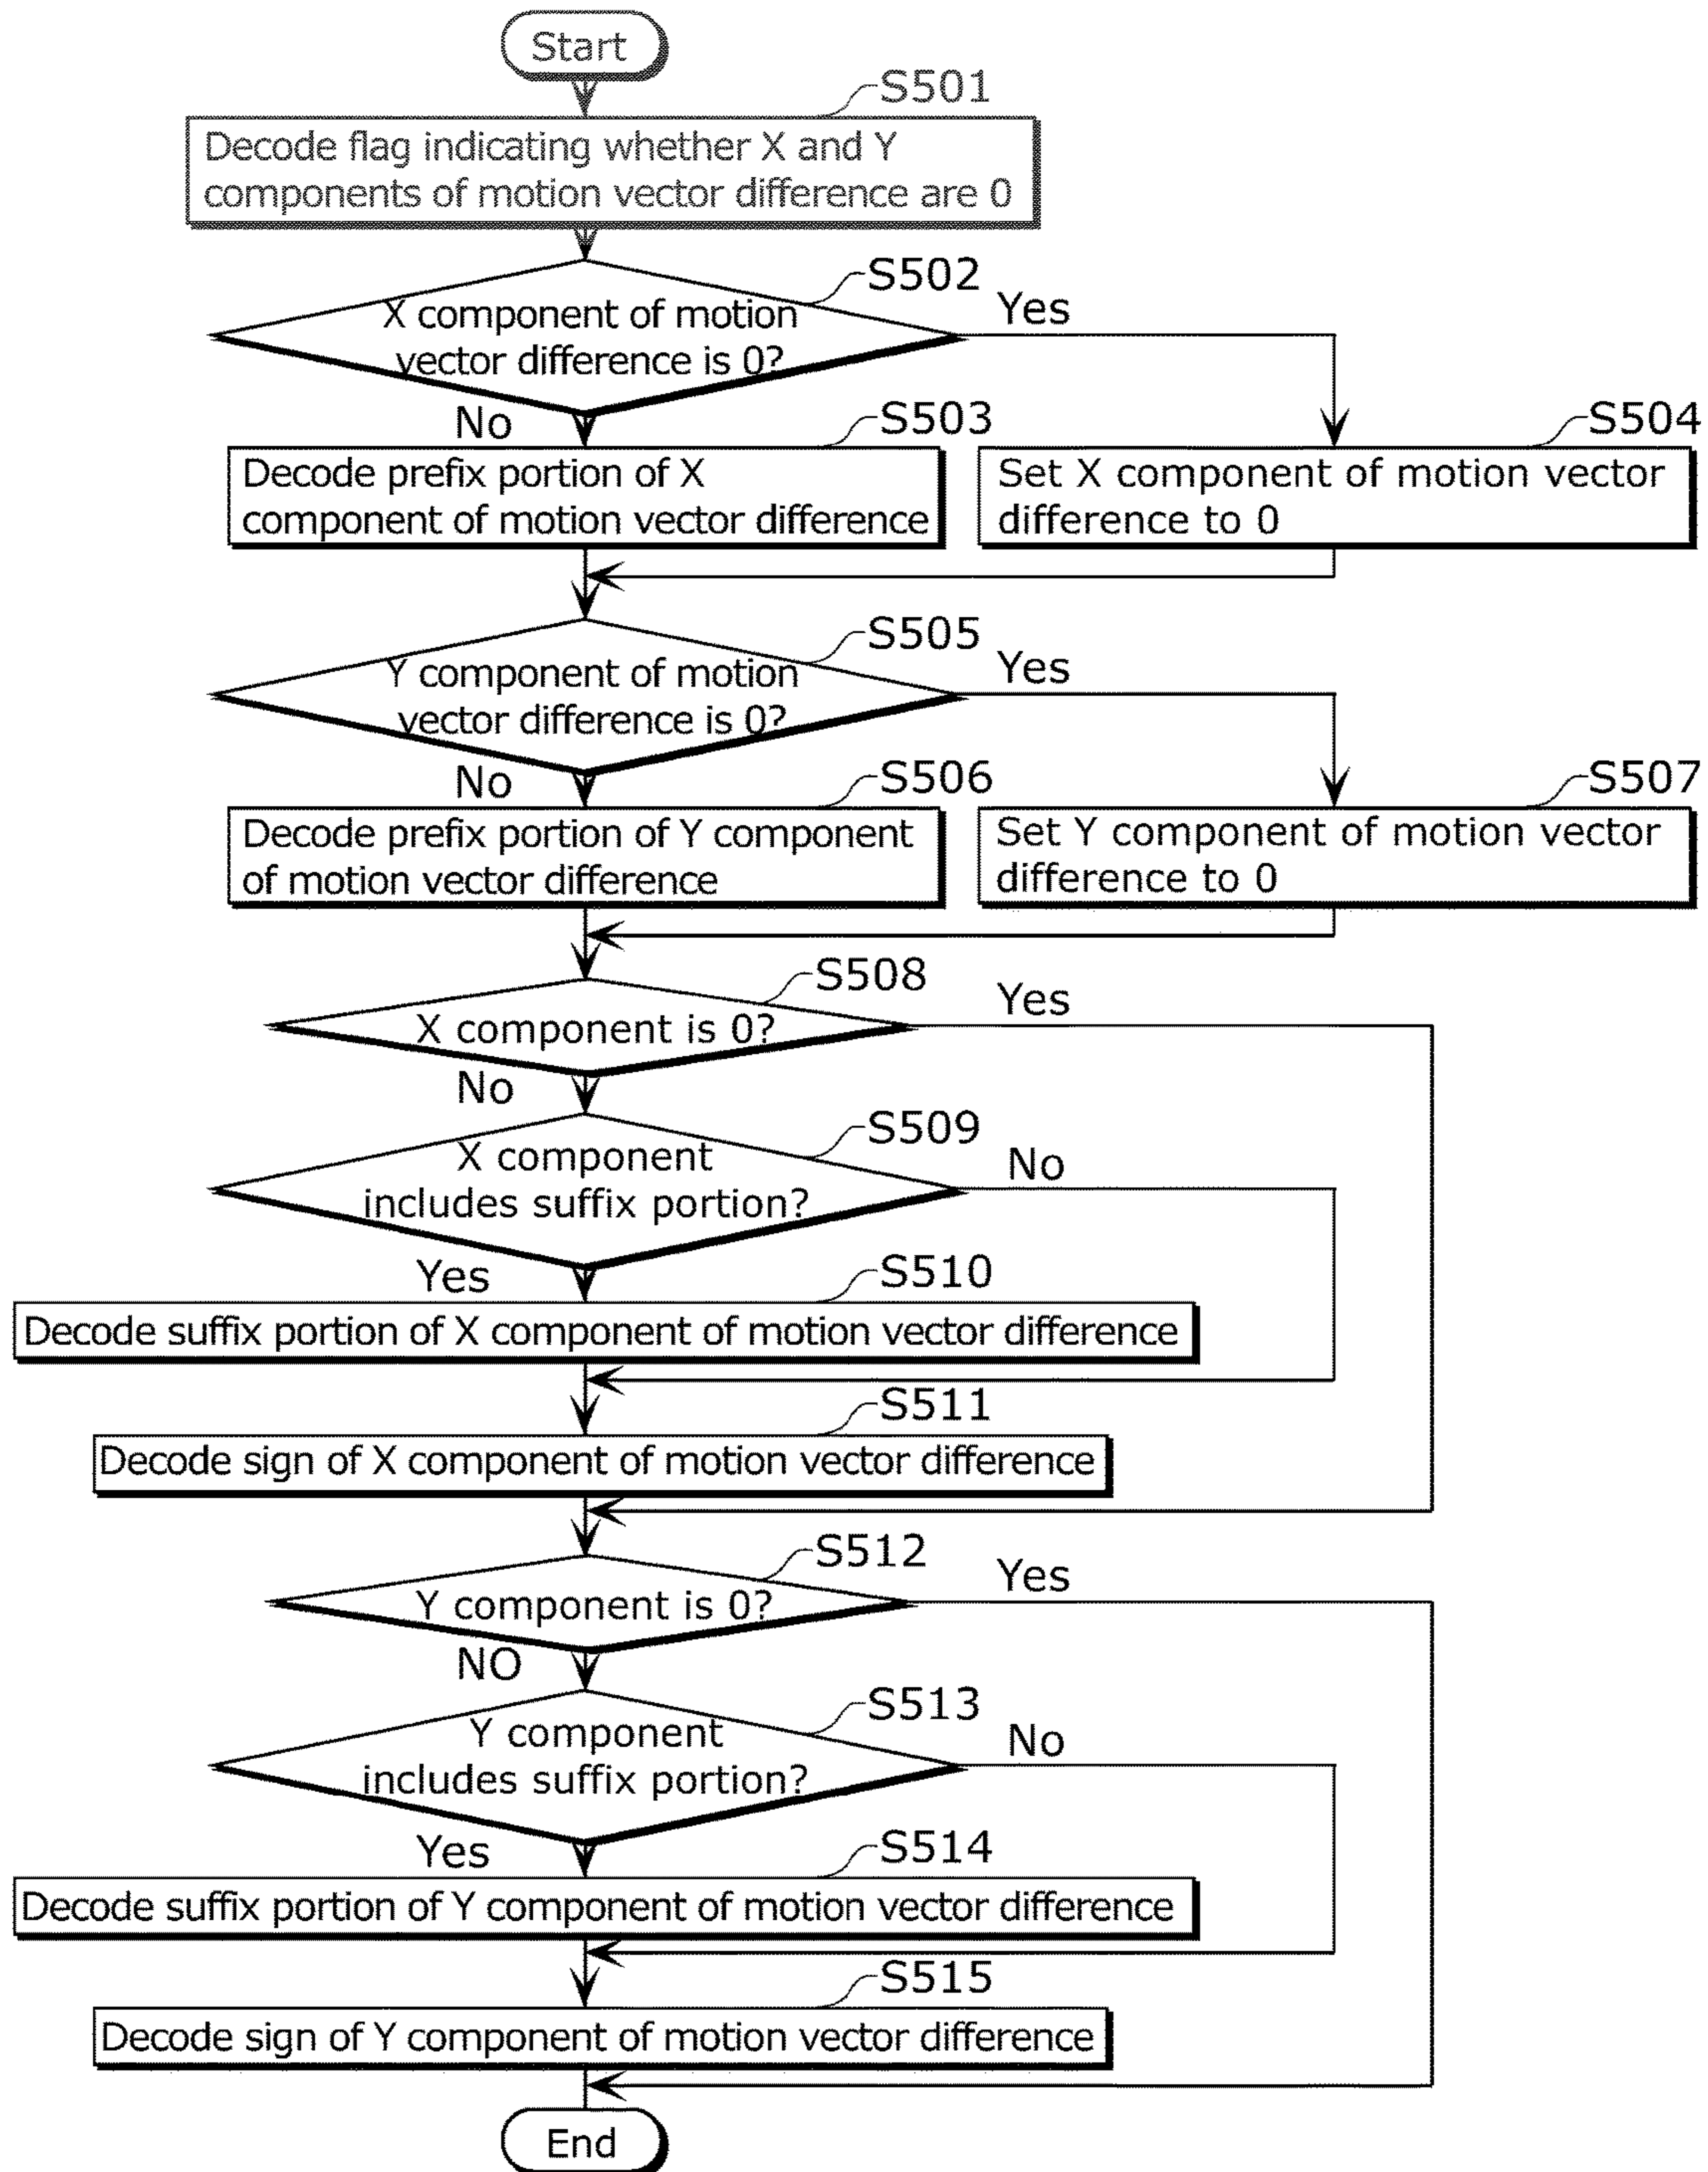 Start
S501
Decode flag indicating whether X and Y
components of motion vector difference are 0
S502
X component of motion
vector difference is 0?
Yes
No
S503
Decode prefix portion of X
component of motion vector difference
S504
Set X component of motion vector
difference to 0
S505
Y component of motion
vector difference is 0?
Yes
No
S506
Decode prefix portion of Y component
of motion vector difference
S507
Set Y component of motion vector
difference to 0
S508
X component is 0?
Yes
No
S509
X component
includes suffix portion?
No
Yes
S510
Decode suffix portion of X component of motion vector difference
S511
Decode sign of X component of motion vector difference
S512
Y component is 0?
Yes
NO
S513
Y component
includes suffix portion?
No
Yes
S514
Decode suffix portion of Y component of motion vector difference
S515
Decode sign of Y component of motion vector difference
End